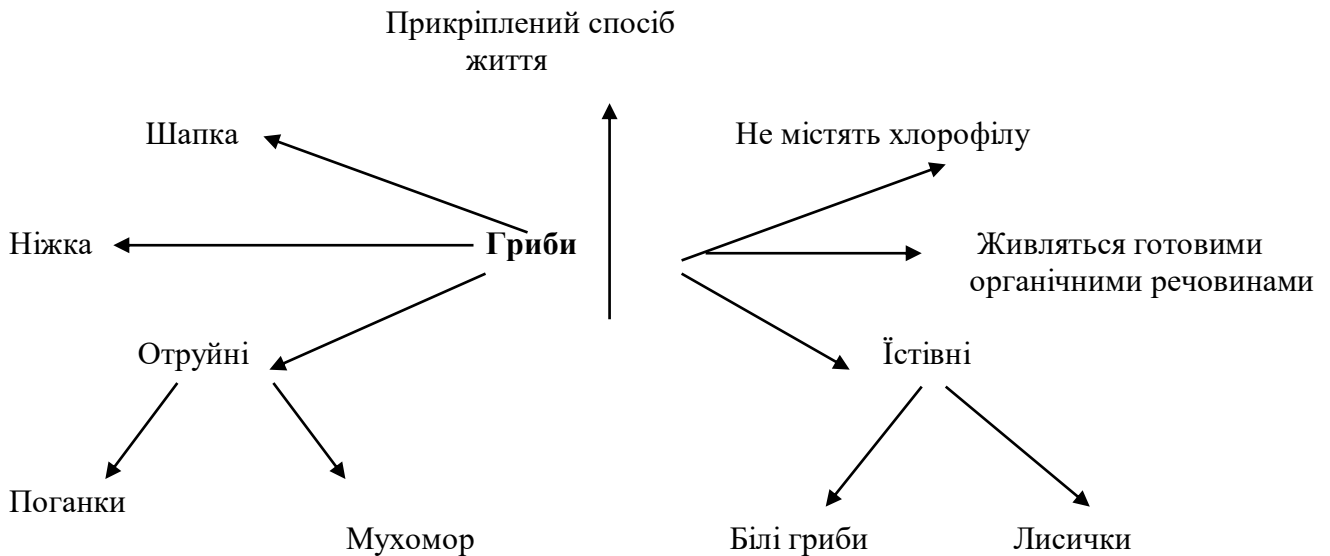 Прикріплений спосіб
життя
Шапка
Не містять хлорофілу
Ніжка
Гриби
Живляться готовими
органічними речовинами
Отруйні
Їстівні
Поганки
Мухомор
Білі гриби
Лисички